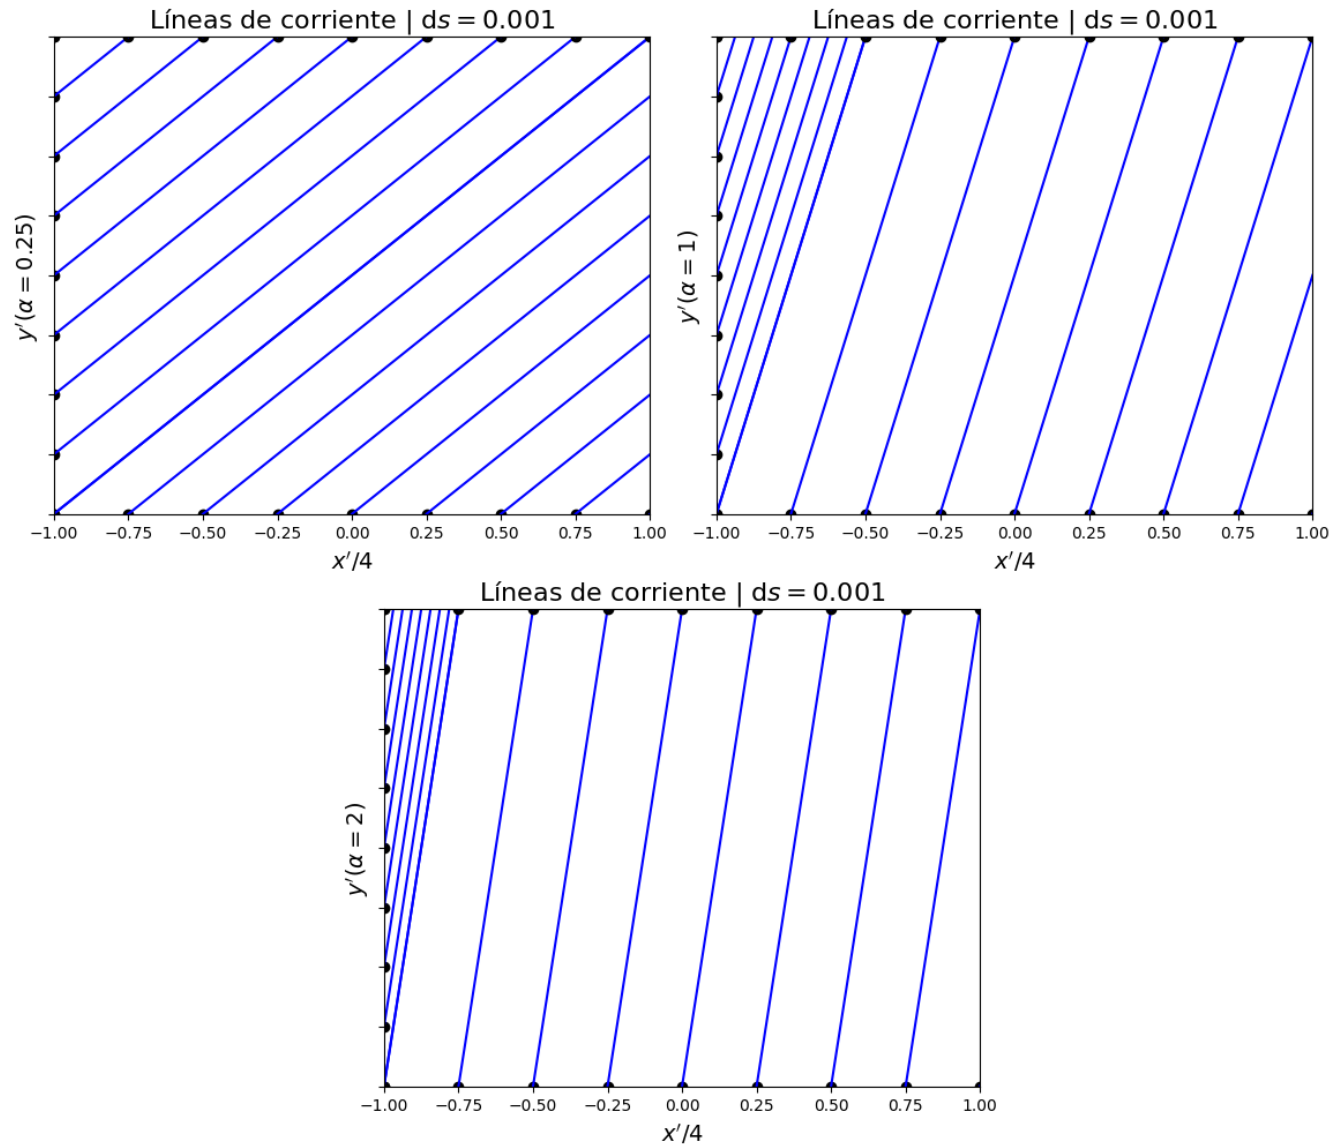 Líneas de corriente | ds = 0.001
y′(α = 0.25)
−1.00 −0.75 −0.50 −0.25 0.00 0.25 0.50 0.75 1.00
x′/4
Líneas de corriente | ds = 0.001
y′(α = 1)
−1.00 −0.75 −0.50 −0.25 0.00 0.25 0.50 0.75 1.00
x′/4
Líneas de corriente | ds = 0.001
y′(α = 2)
−1.00 −0.75 −0.50 −0.25 0.00 0.25 0.50 0.75 1.00
x′/4